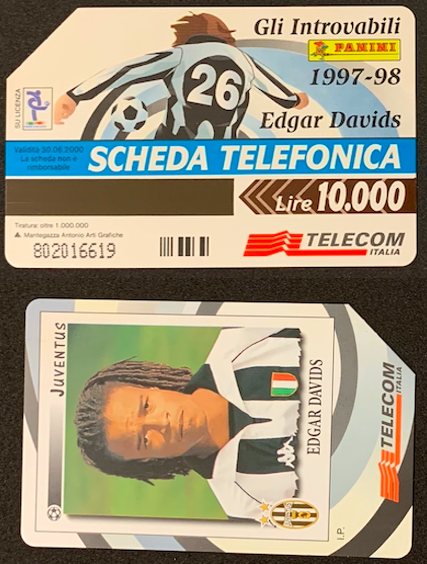 Gli Introvabili
PANINI
1997-98
Edgar Davids
SU LICENZA
26
Validità 30.06.2000
La scheda non è
rimborsabile
SCHEDA TELEFONICA
Lire 10.000
Tiratura: oltre 1.000.000
Mantegazza Antonio Arti Grafiche
802016619
TELECOM
ITALIA
JUVENTUS
EDGAR DAVIDS
TELECOM
ITALIA
I.P.